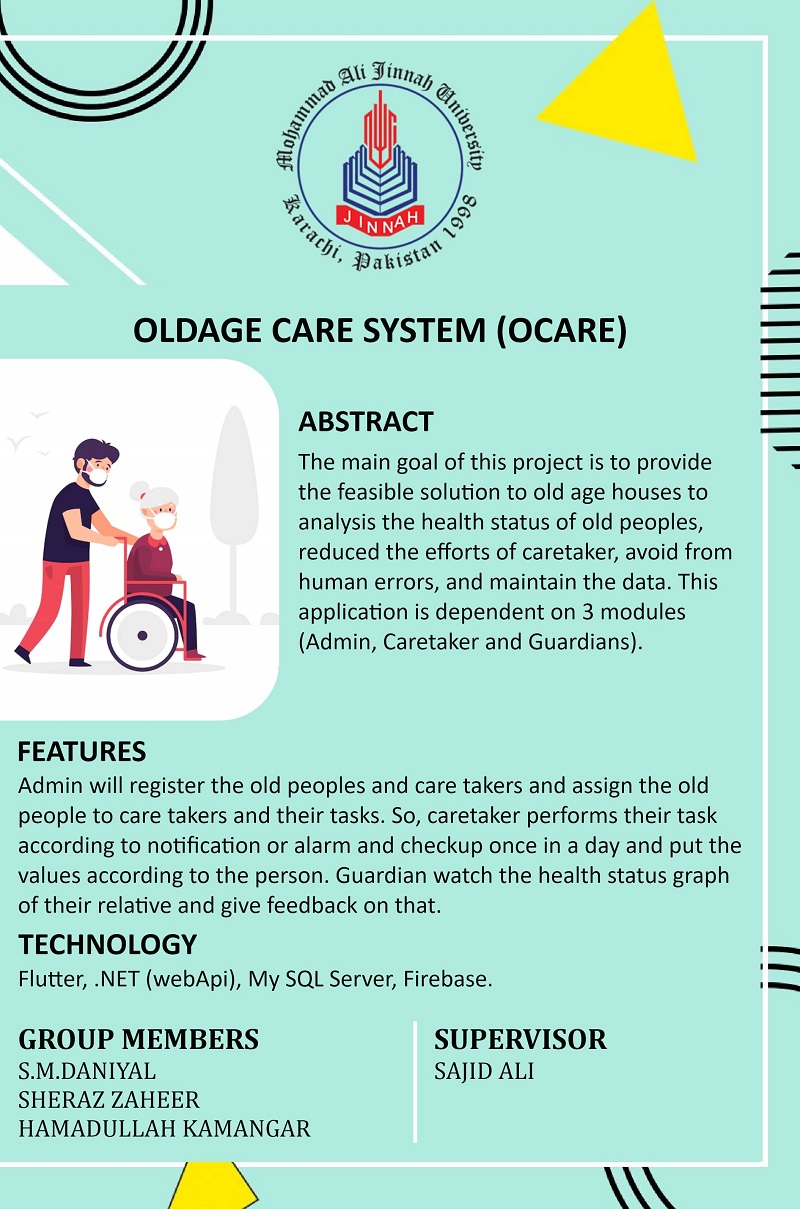 Mohammad Ali Jinnah University
JINNAH
Karachi, Pakistan 1998
OLDAGE CARE SYSTEM (OCARE)
ABSTRACT
The main goal of this project is to provide
the feasible solution to old age houses to
analysis the health status of old peoples,
reduced the efforts of caretaker, avoid from
human errors, and maintain the data. This
application is dependent on 3 modules
(Admin, Caretaker and Guardians).
FEATURES
Admin will register the old peoples and care takers and assign the old
people to care takers and their tasks. So, caretaker performs their task
according to notification or alarm and checkup once in a day and put the
values according to the person. Guardian watch the health status graph
of their relative and give feedback on that.
TECHNOLOGY
Flutter, .NET (webApi), My SQL Server, Firebase.
GROUP MEMBERS
S.M.DANIYAL
SHERAZ ZAHEER
HAMADULLAH KAMANGAR
SUPERVISOR
SAJID ALI